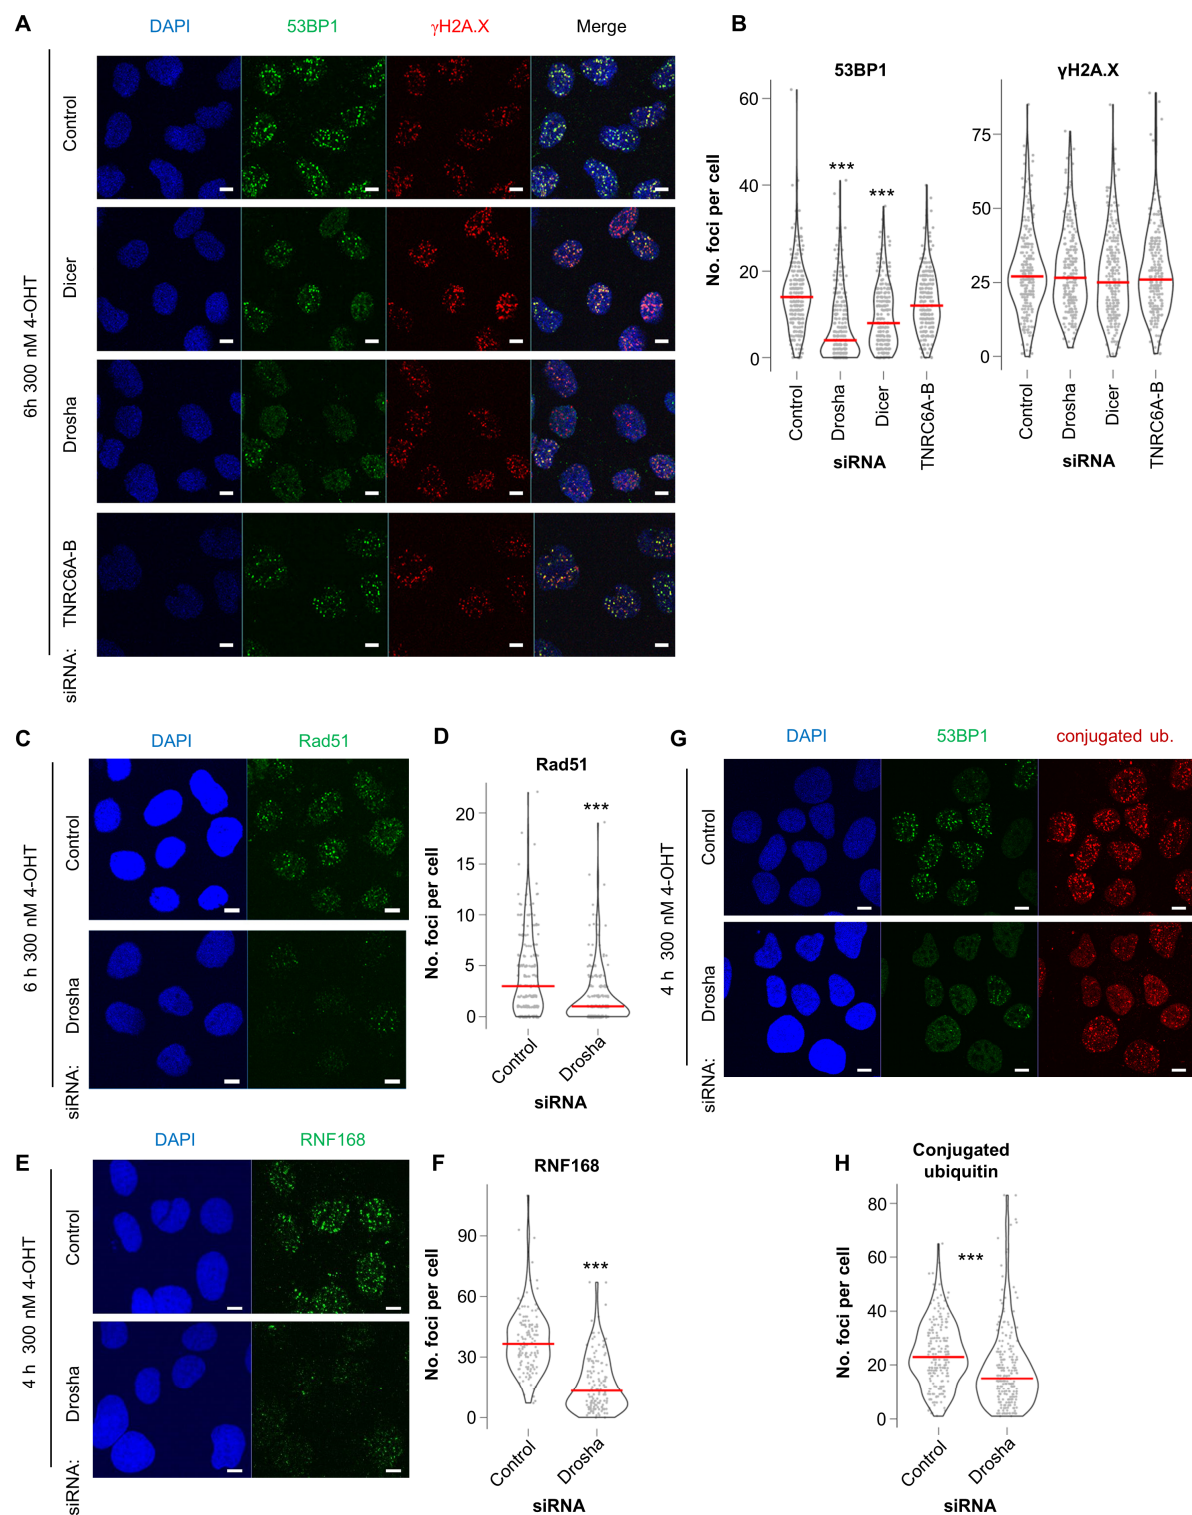 A
DAPI
53BP1
γH2A.X
Merge
6h 300 nM 4-OHT
Control
Dicer
Drosha
TNRC6A-B
siRNA:
B
53BP1
No. foci per cell
60
40
20
0
***
***
Control
Drosha
Dicer
TNRC6A-B
siRNA
γH2A.X
75
50
25
0
Control
Drosha
Dicer
TNRC6A-B
siRNA
C
DAPI
Rad51
6 h 300 nM 4-OHT
Control
Drosha
siRNA:
D
Rad51
No. foci per cell
20
15
10
5
0
***
Control
Drosha
siRNA
G
DAPI
53BP1
conjugated ub.
4 h 300 nM 4-OHT
Control
Drosha
siRNA:
E
DAPI
RNF168
4 h 300 nM 4-OHT
Control
Drosha
siRNA:
F
RNF168
No. foci per cell
90
60
30
0
***
Control
Drosha
siRNA
H
Conjugated
ubiquitin
No. foci per cell
80
60
40
20
0
***
Control
Drosha
siRNA